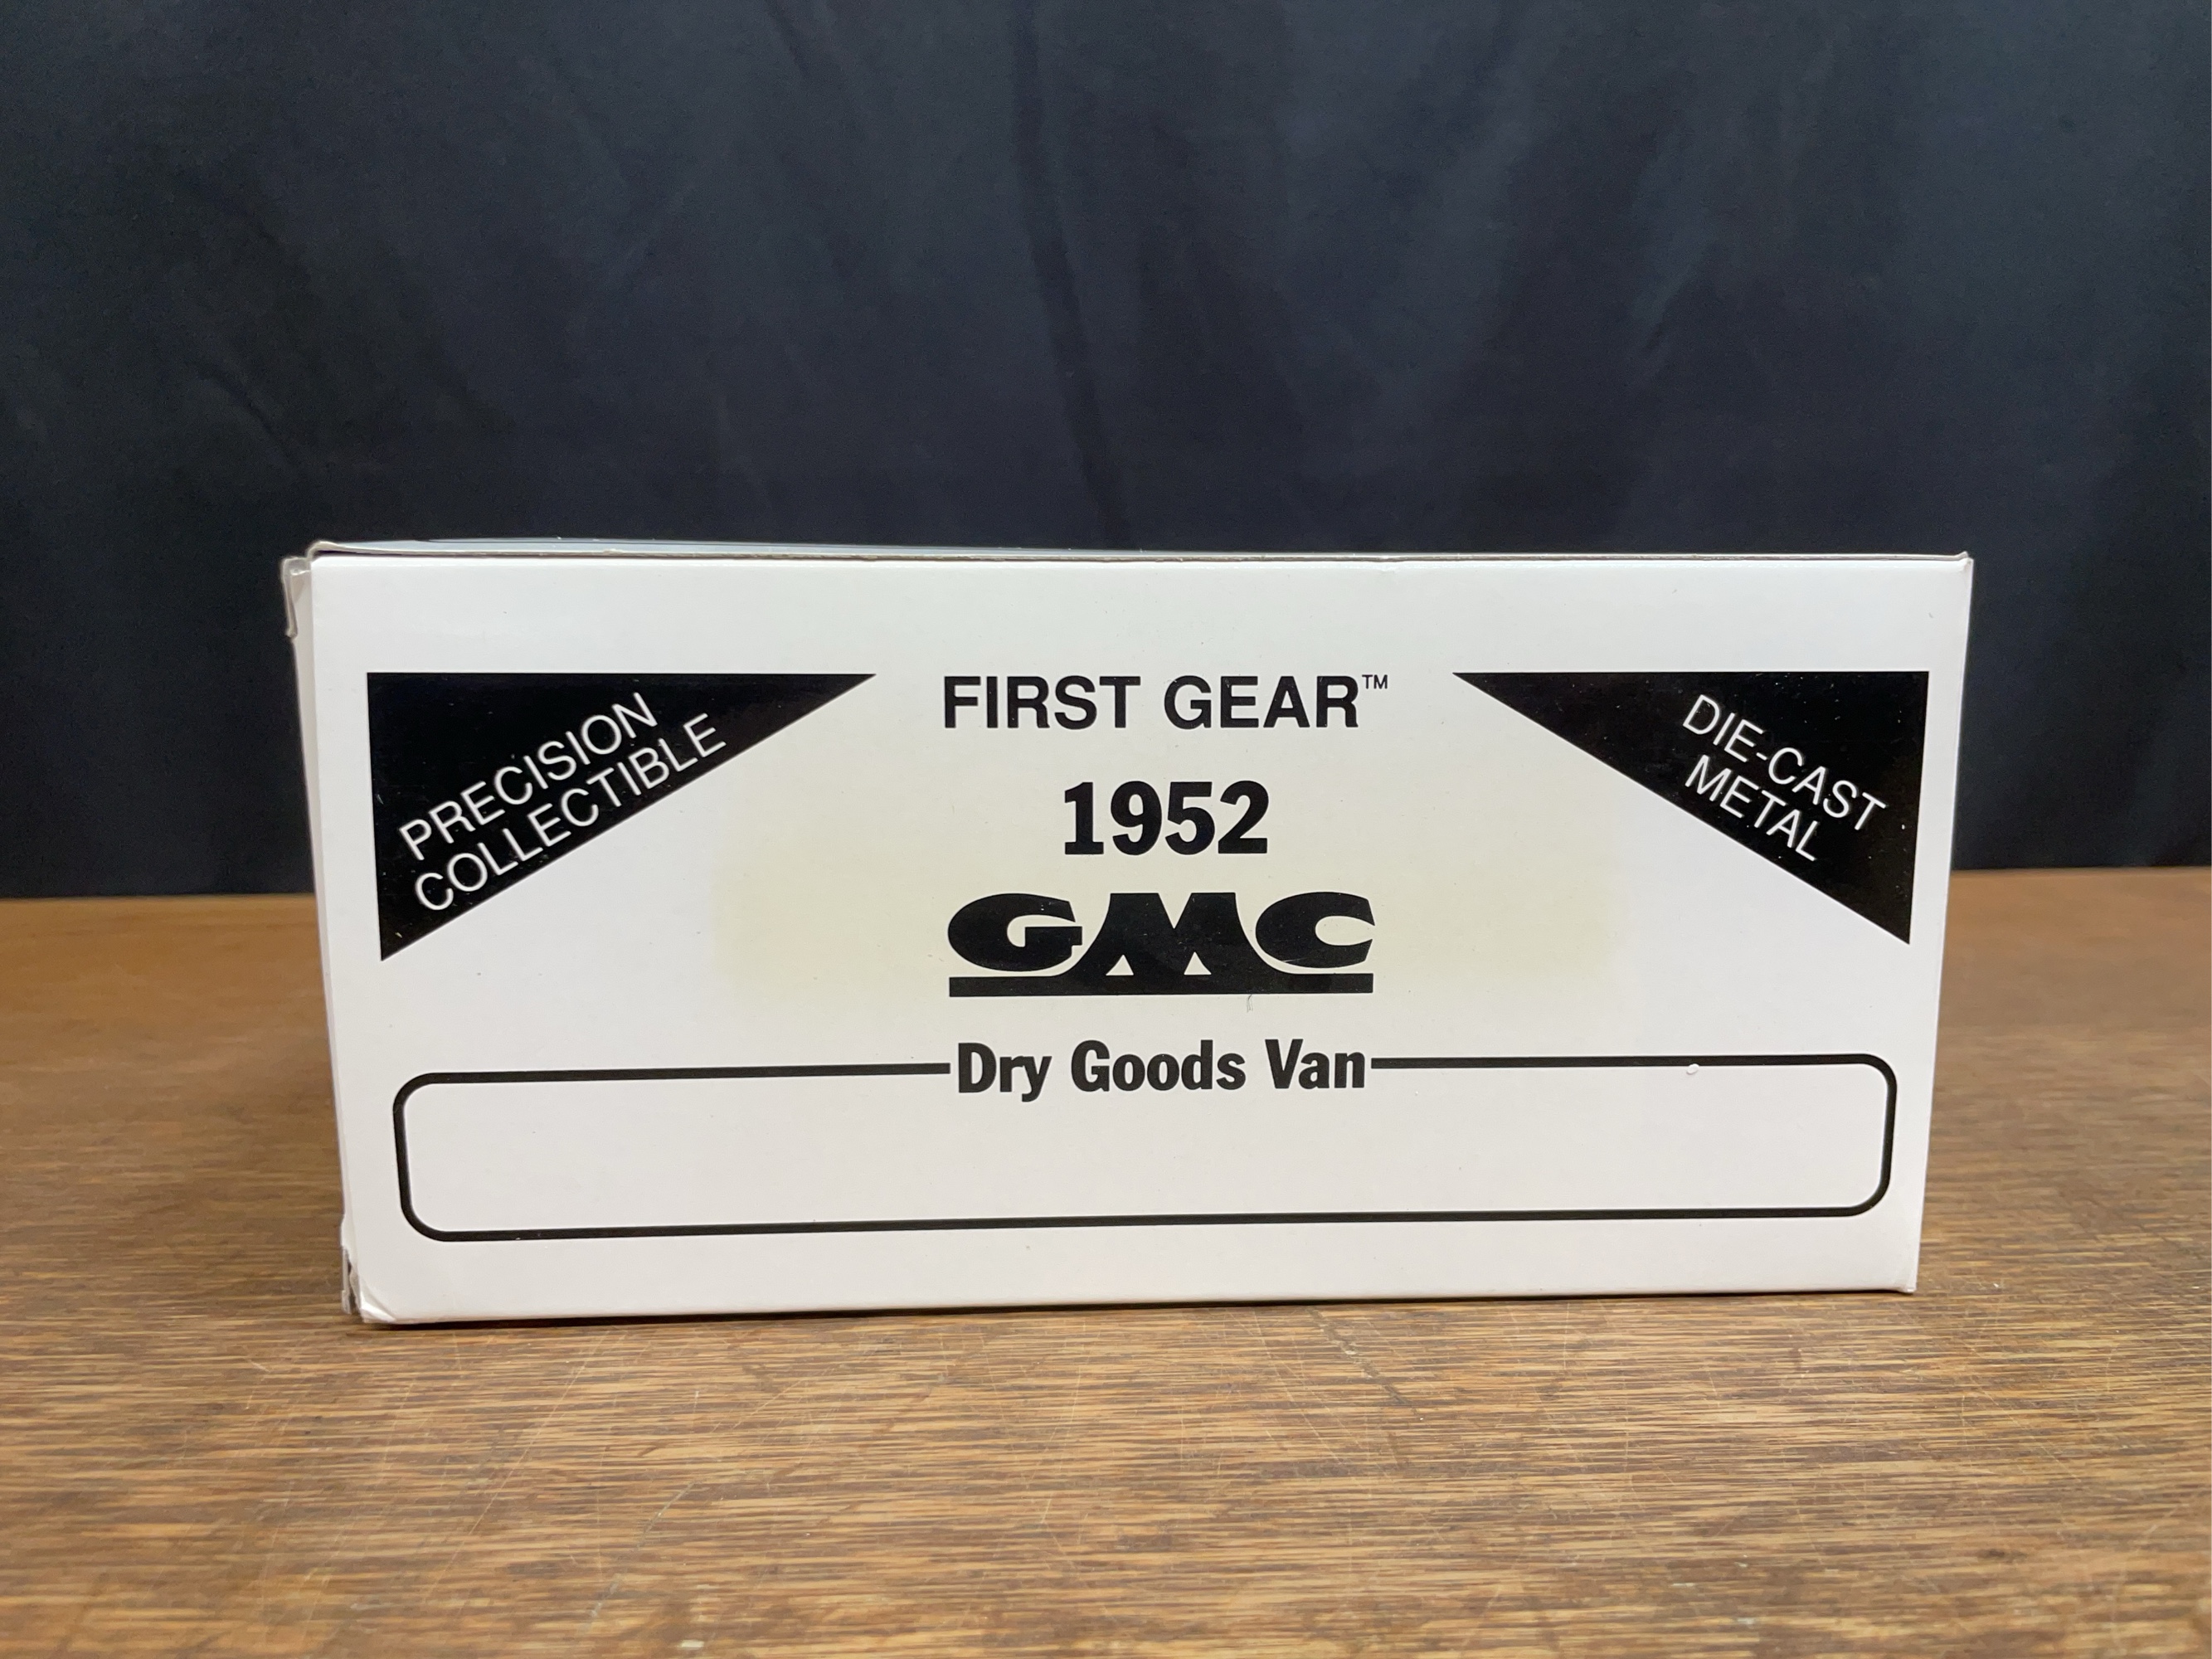 PRECISION
COLLECTIBLE
FIRST GEAR™
DIE-CAST
METAL
1952
GMC
Dry Goods Van